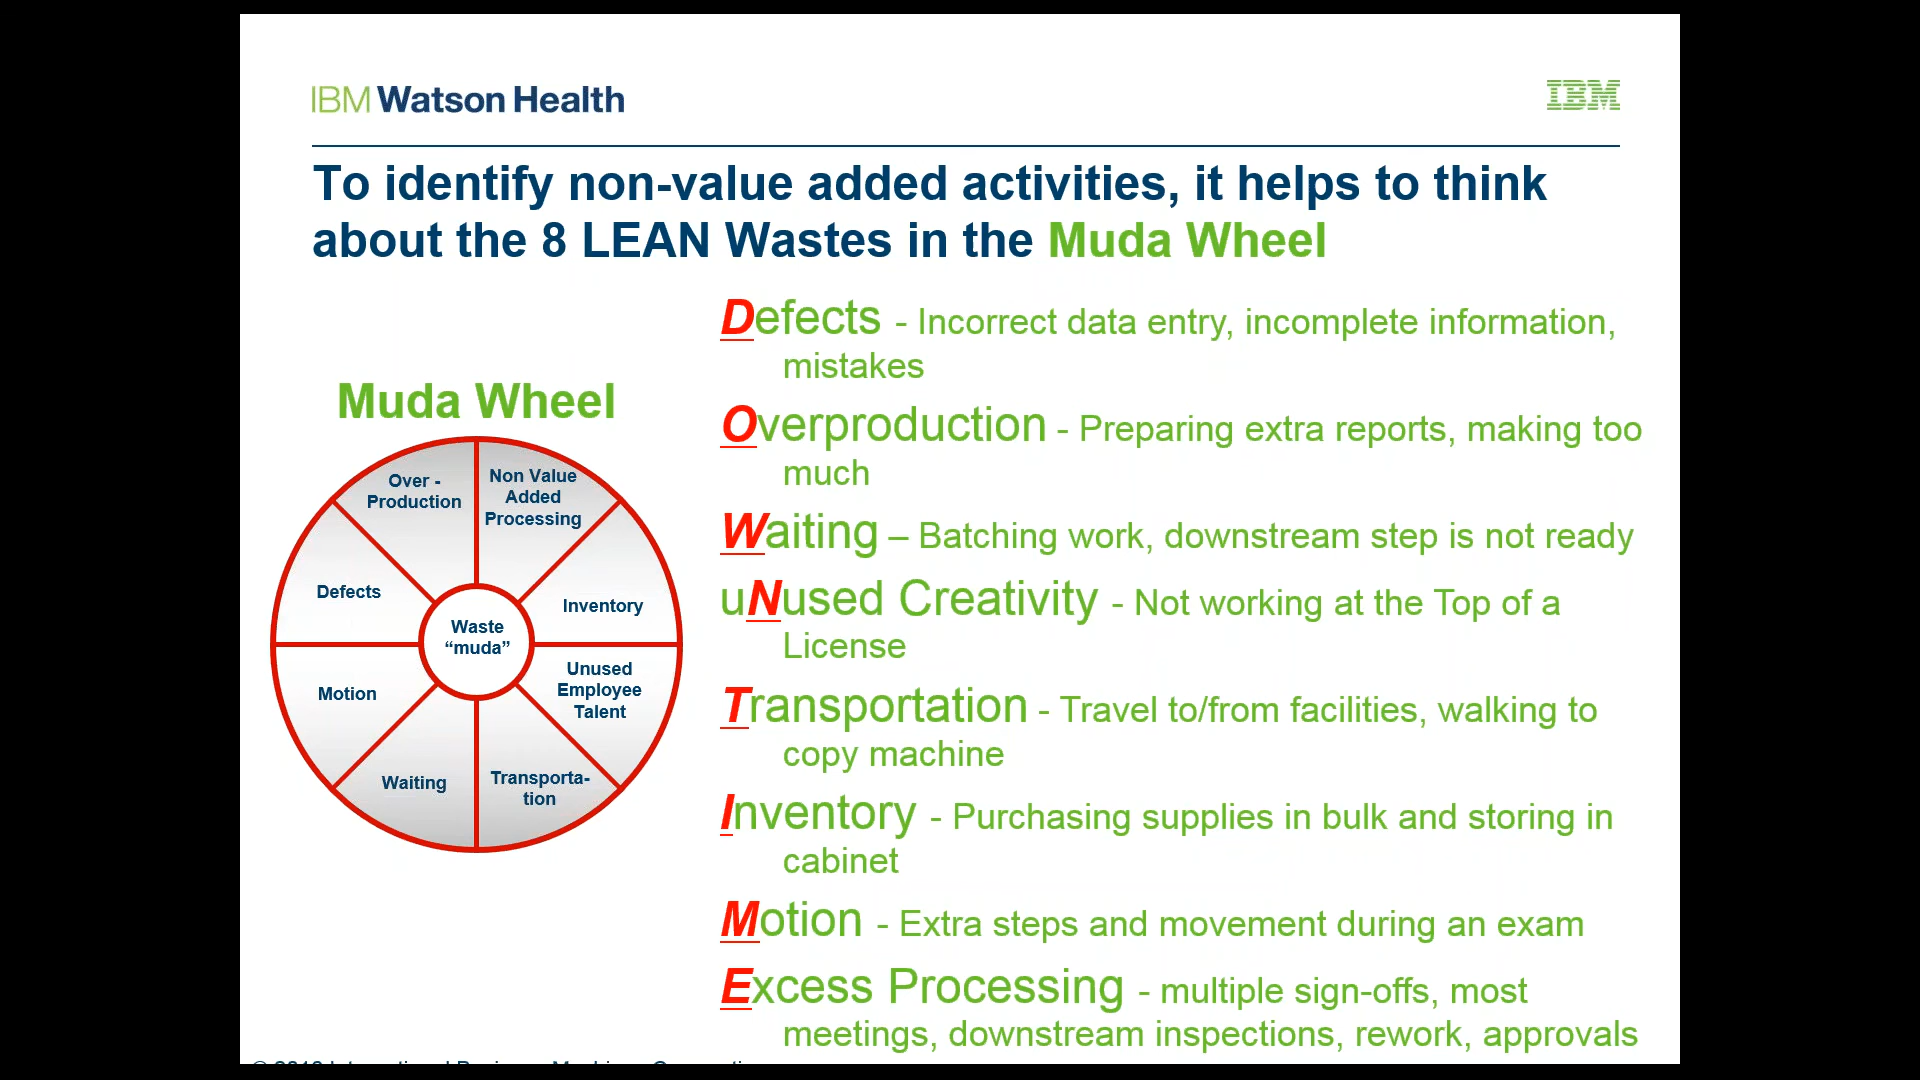 IBM Watson Health
IBM
To identify non-value added activities, it helps to think
about the 8 LEAN Wastes in the Muda Wheel
Muda Wheel
Over -
Production
Non Value
Added
Processing
Defects
Inventory
Waste
“muda”
Motion
Unused
Employee
Talent
Waiting
Transporta-
tion
Defects - Incorrect data entry, incomplete information,
mistakes
Overproduction - Preparing extra reports, making too
much
Waiting – Batching work, downstream step is not ready
uNused Creativity - Not working at the Top of a
License
Transportation - Travel to/from facilities, walking to
copy machine
Inventory - Purchasing supplies in bulk and storing in
cabinet
Motion - Extra steps and movement during an exam
Excess Processing - multiple sign-offs, most
meetings, downstream inspections, rework, approvals